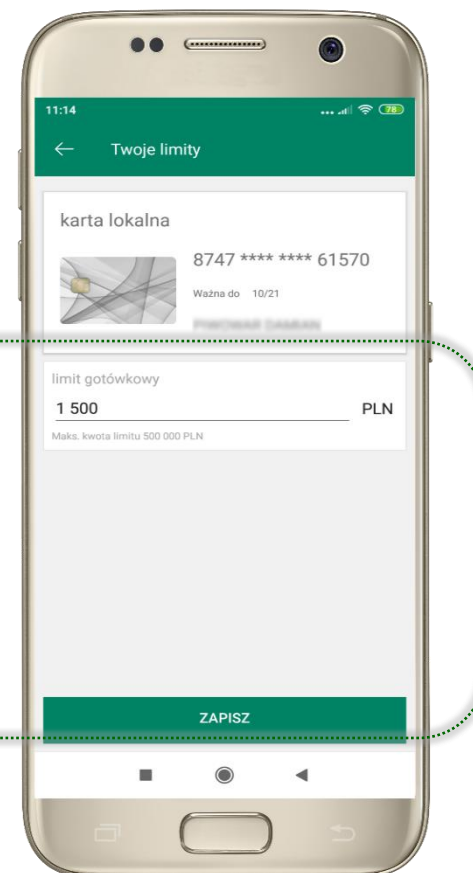 11:14
78
Twoje limity
karta lokalna
8747 **** **** 61570
Ważna do 10/21
limit gotówkowy
1 500 PLN
Maks. kwota limitu 500 000 PLN
ZAPISZ